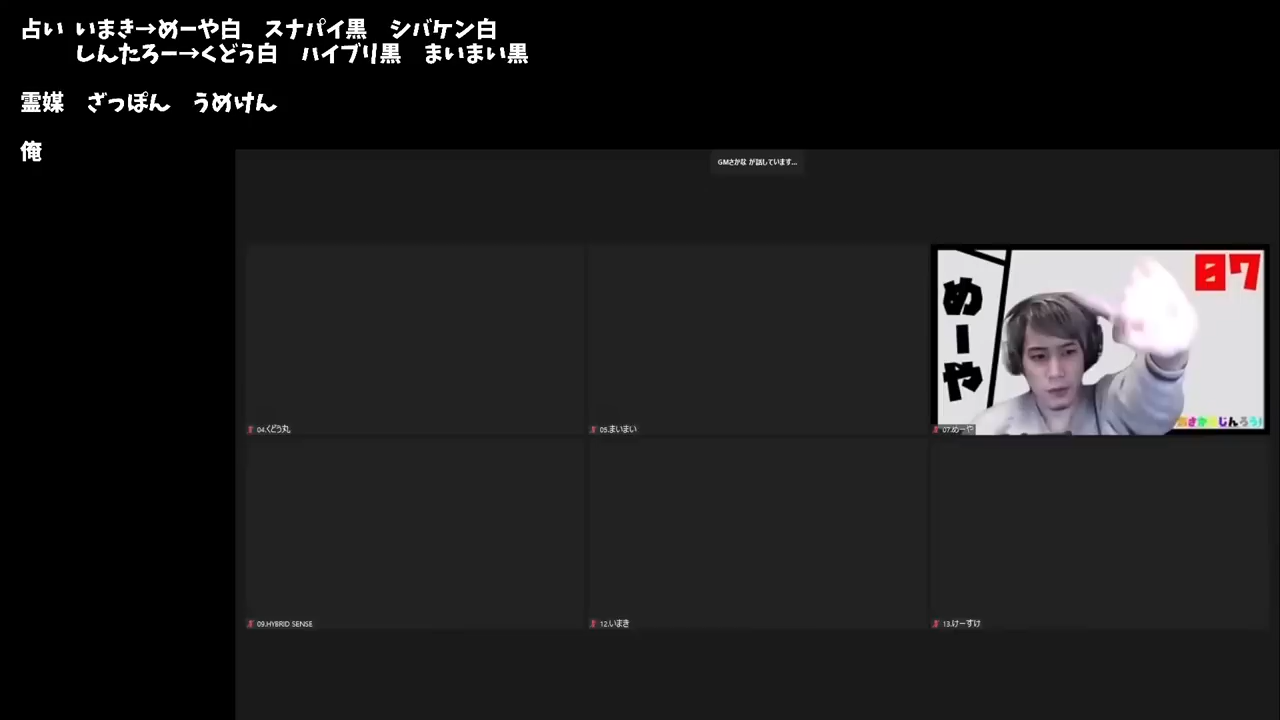 占い いまき→めーや白 スナパイ黒 シバケン白
しんたろー→くどう白 ハイブリ黒 まいまい黒
霊媒 ざっぽん うめけん
俺
GMさかな が話しています...
めーや
07
04.くどう丸
05.まいまい
07.めーや
09.HYBRID SENSE
12.いまき
13.けーすけ